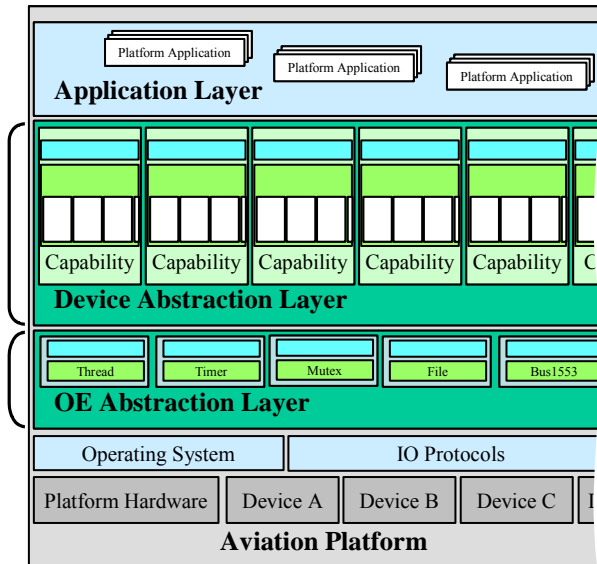 Platform Application
Platform Application
Platform Application
Application Layer
Capability
Capability
Capability
Capability
Capability
C
Device Abstraction Layer
Thread
Timer
Mutex
File
Bus1553
OE Abstraction Layer
Operating System
IO Protocols
Platform Hardware
Device A
Device B
Device C
Aviation Platform